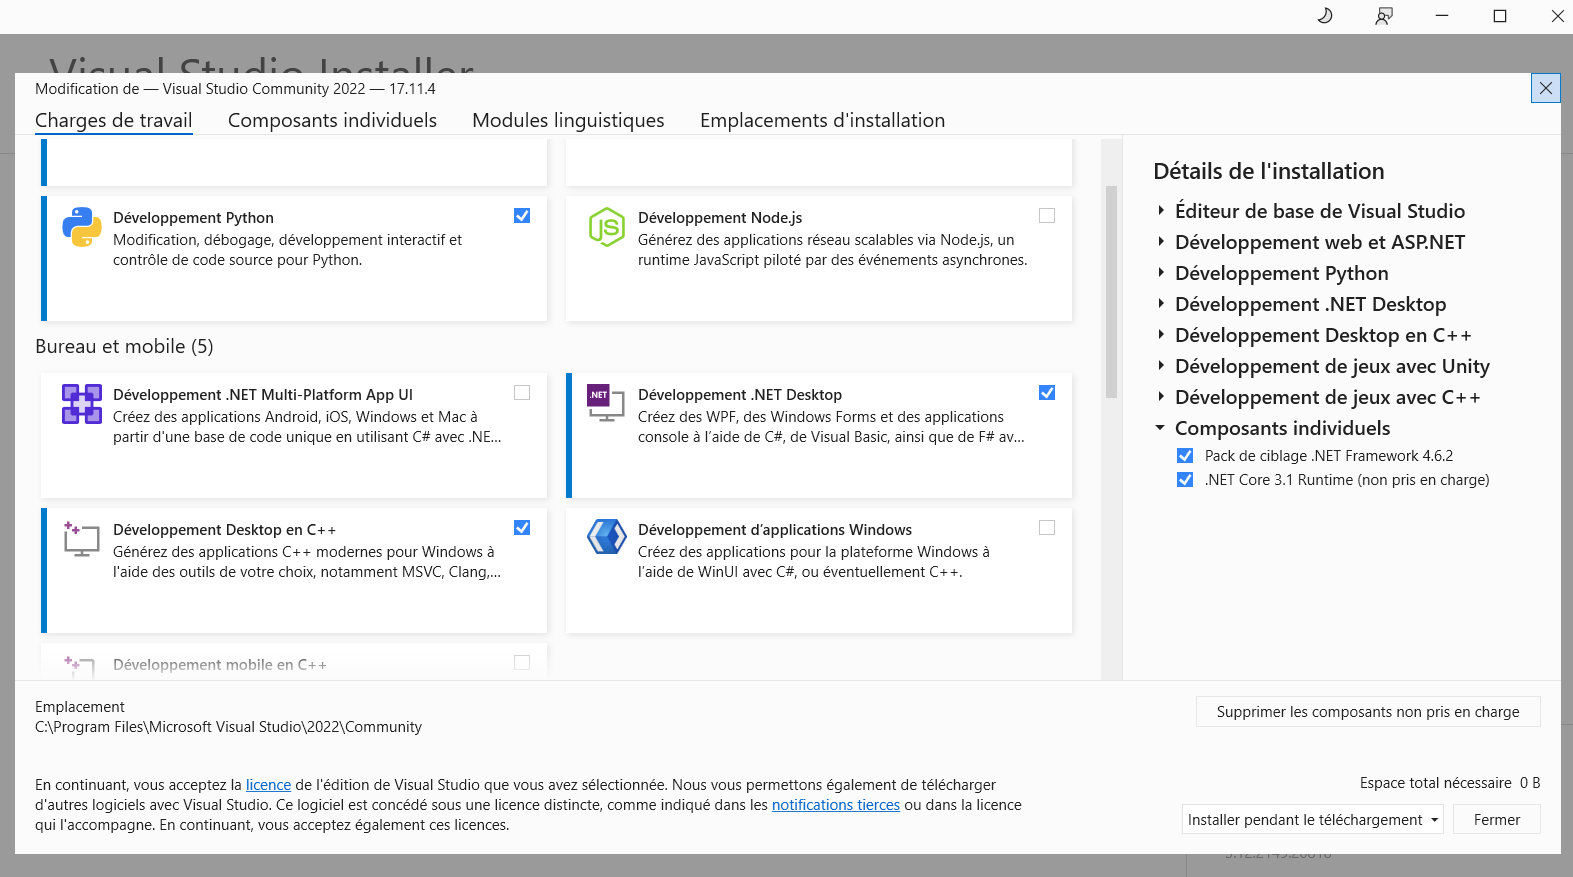 Visual Studio Installer
Modification de — Visual Studio Community 2022 — 17.11.4
Charges de travail
Composants individuels
Modules linguistiques
Emplacements d'installation
Développement Python
Modification, débogage, développement interactif et
contrôle de code source pour Python.
JS
Développement Node.js
Générez des applications réseau scalables via Node.js, un
runtime JavaScript piloté par des événements asynchrones.
Bureau et mobile (5)
Développement .NET Multi-Platform App UI
Créez des applications Android, iOS, Windows et Mac à
partir d'une base de code unique en utilisant C# avec .NE...
.NET
Développement .NET Desktop
Créez des WPF, des Windows Forms et des applications
console à l’aide de C#, de Visual Basic, ainsi que de F# av...
Développement Desktop en C++
Générez des applications C++ modernes pour Windows à
l'aide des outils de votre choix, notamment MSVC, Clang,...
Développement d’applications Windows
Créez des applications pour la plateforme Windows à
l’aide de WinUI avec C#, ou éventuellement C++.
Développement mobile en C++
Détails de l'installation
Éditeur de base de Visual Studio
Développement web et ASP.NET
Développement Python
Développement .NET Desktop
Développement Desktop en C++
Développement de jeux avec Unity
Développement de jeux avec C++
Composants individuels
Pack de ciblage .NET Framework 4.6.2
.NET Core 3.1 Runtime (non pris en charge)
Emplacement
C:\Program Files\Microsoft Visual Studio\2022\Community
Supprimer les composants non pris en charge
En continuant, vous acceptez la licence de l'édition de Visual Studio que vous avez sélectionnée. Nous vous permettons également de télécharger
d'autres logiciels avec Visual Studio. Ce logiciel est concédé sous une licence distincte, comme indiqué dans les notifications tierces ou dans la licence
qui l'accompagne. En continuant, vous acceptez également ces licences.
Espace total nécessaire 0 B
Installer pendant le téléchargement
Fermer